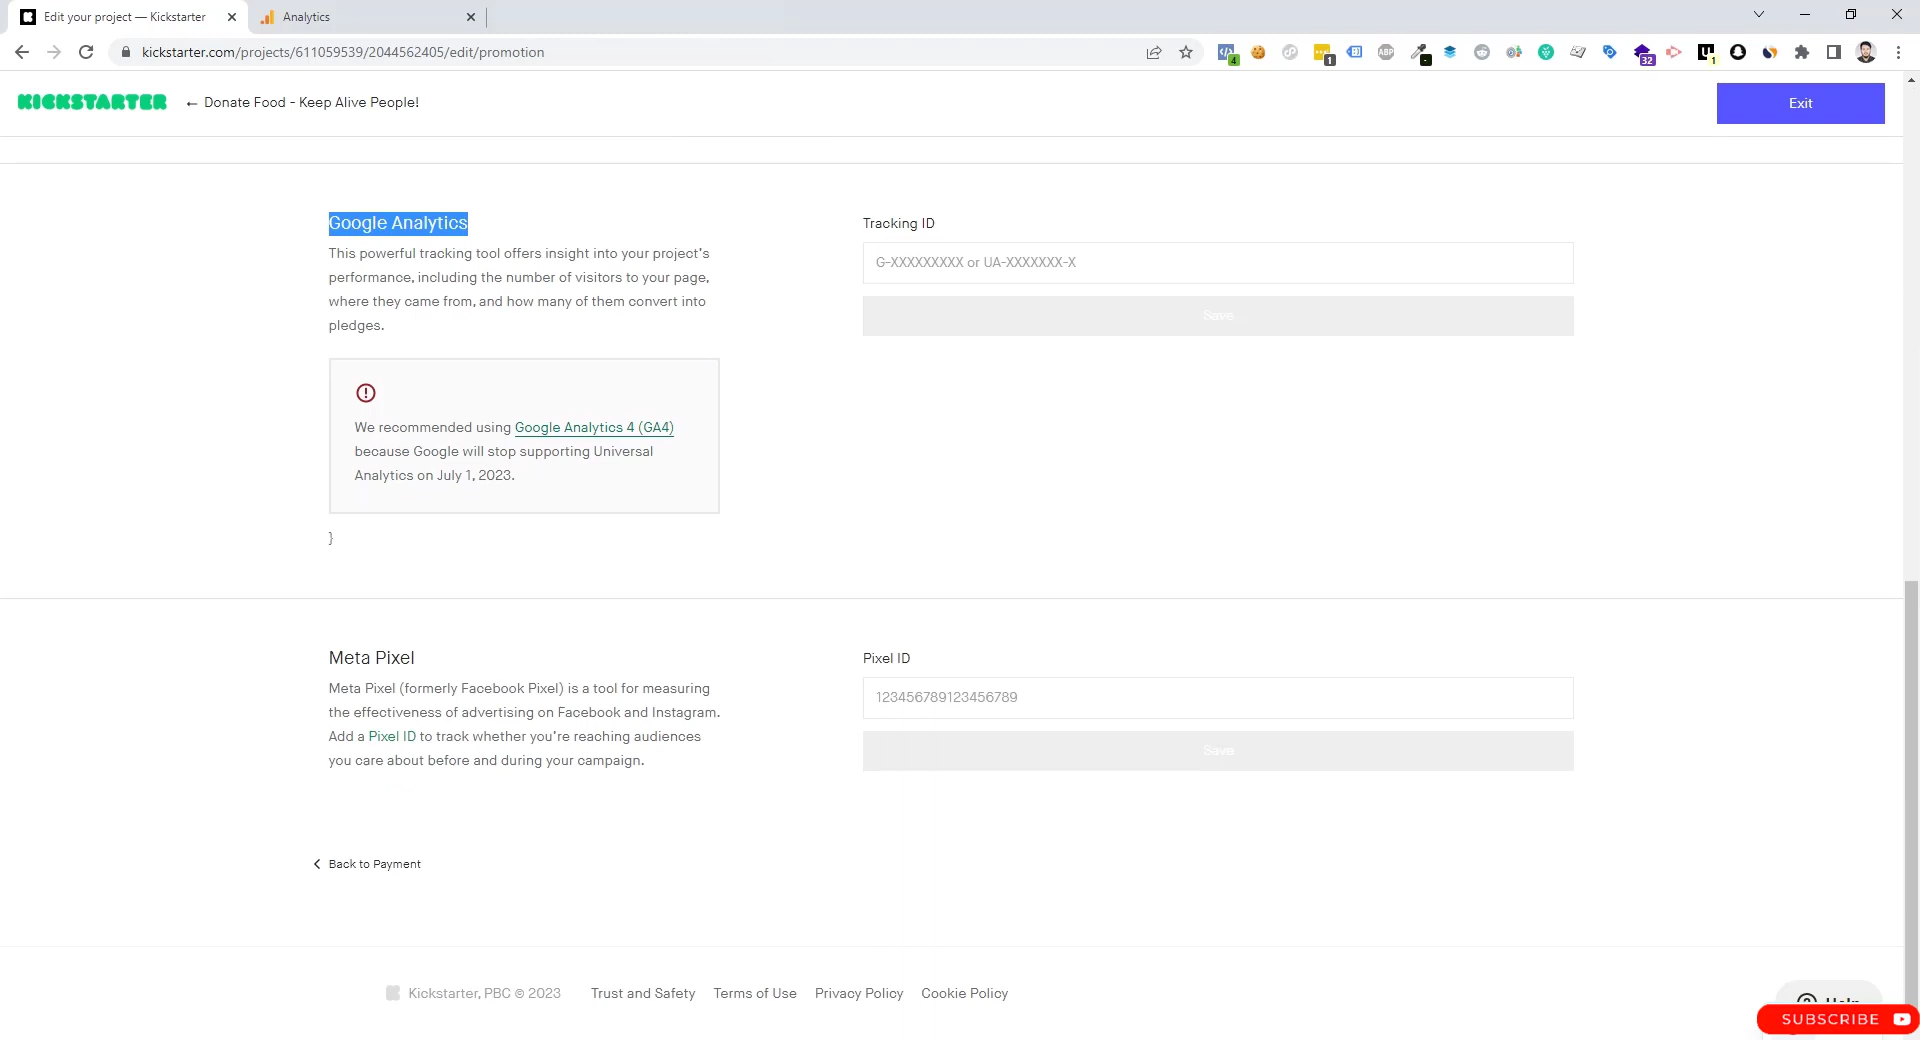 Edit your project — Kickstarter
Analytics
kickstarter.com/projects/611059539/2044562405/edit/promotion
4
1
ABP
32
1
KICKSTARTER
← Donate Food - Keep Alive People!
Exit
Google Analytics
This powerful tracking tool offers insight into your project's
performance, including the number of visitors to your page,
where they came from, and how many of them convert into
pledges.
Tracking ID
G-XXXXXXXXX or UA-XXXXXXX-X
Save
We recommended using Google Analytics 4 (GA4)
because Google will stop supporting Universal
Analytics on July 1, 2023.
}
Meta Pixel
Meta Pixel (formerly Facebook Pixel) is a tool for measuring
the effectiveness of advertising on Facebook and Instagram.
Add a Pixel ID to track whether you're reaching audiences
you care about before and during your campaign.
Pixel ID
123456789123456789
Save
Back to Payment
Kickstarter, PBC © 2023
Trust and Safety
Terms of Use
Privacy Policy
Cookie Policy
Help
SUBSCRIBE